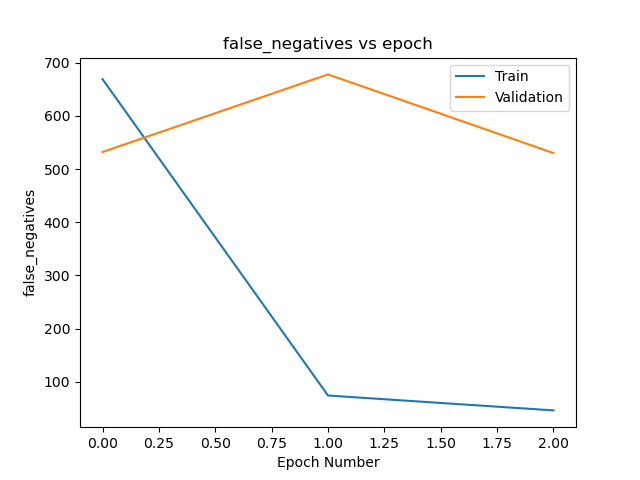 false_negatives vs epoch
Train
Validation
700
600
500
400
300
200
100
false_negatives
0.00 0.25 0.50 0.75 1.00 1.25 1.50 1.75 2.00
Epoch Number